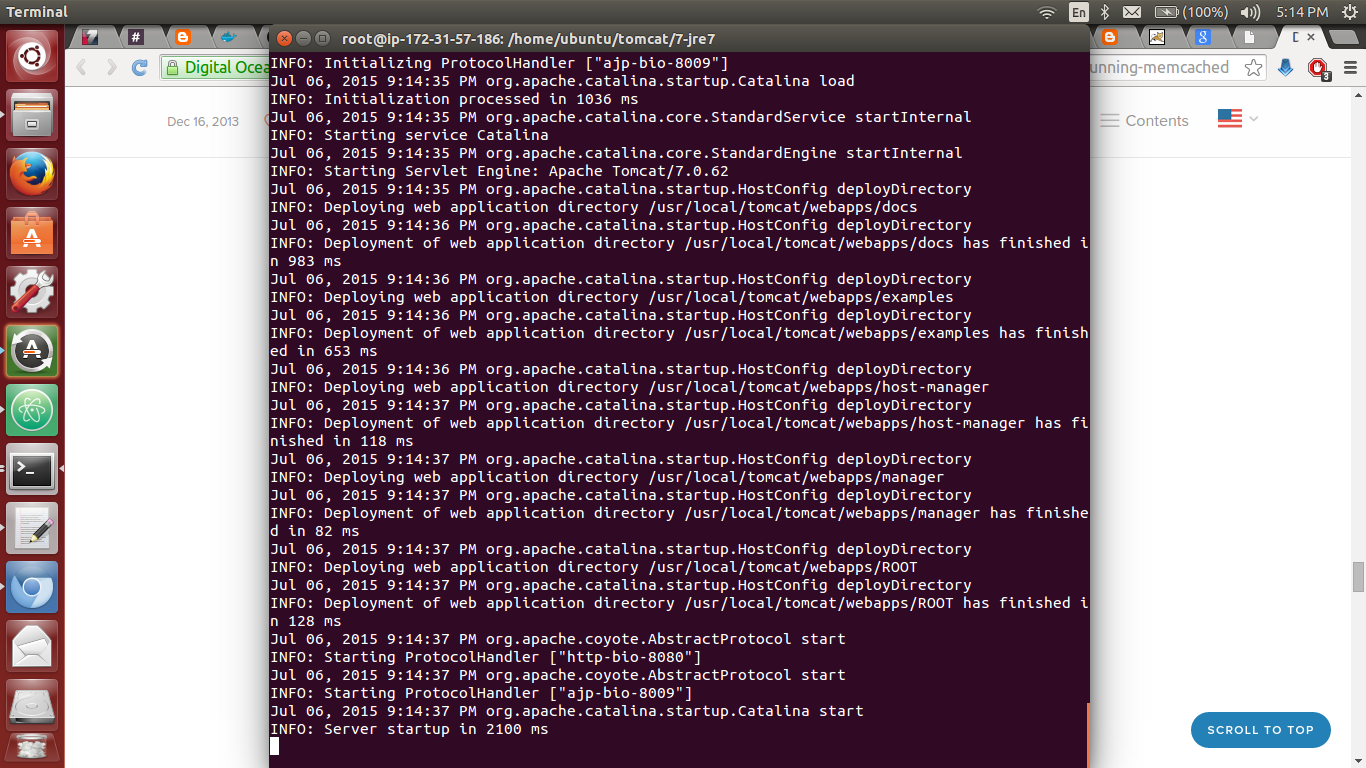 Terminal
En
(100%)
5:14 PM
root@ip-172-31-57-186: /home/ubuntu/tomcat/7-jre7
Digital Ocea
unning-memcached
3
Dec 16, 2013
Contents
INFO: Initializing ProtocolHandler ["ajp-bio-8009"]
Jul 06, 2015 9:14:35 PM org.apache.catalina.startup.Catalina load
INFO: Initialization processed in 1036 ms
Jul 06, 2015 9:14:35 PM org.apache.catalina.core.StandardService startInternal
INFO: Starting service Catalina
Jul 06, 2015 9:14:35 PM org.apache.catalina.core.StandardEngine startInternal
INFO: Starting Servlet Engine: Apache Tomcat/7.0.62
Jul 06, 2015 9:14:35 PM org.apache.catalina.startup.HostConfig deployDirectory
INFO: Deploying web application directory /usr/local/tomcat/webapps/docs
Jul 06, 2015 9:14:36 PM org.apache.catalina.startup.HostConfig deployDirectory
INFO: Deployment of web application directory /usr/local/tomcat/webapps/docs has finished i
n 983 ms
Jul 06, 2015 9:14:36 PM org.apache.catalina.startup.HostConfig deployDirectory
INFO: Deploying web application directory /usr/local/tomcat/webapps/examples
Jul 06, 2015 9:14:36 PM org.apache.catalina.startup.HostConfig deployDirectory
INFO: Deployment of web application directory /usr/local/tomcat/webapps/examples has finish
ed in 653 ms
Jul 06, 2015 9:14:36 PM org.apache.catalina.startup.HostConfig deployDirectory
INFO: Deploying web application directory /usr/local/tomcat/webapps/host-manager
Jul 06, 2015 9:14:37 PM org.apache.catalina.startup.HostConfig deployDirectory
INFO: Deployment of web application directory /usr/local/tomcat/webapps/host-manager has fi
nished in 118 ms
Jul 06, 2015 9:14:37 PM org.apache.catalina.startup.HostConfig deployDirectory
INFO: Deploying web application directory /usr/local/tomcat/webapps/manager
Jul 06, 2015 9:14:37 PM org.apache.catalina.startup.HostConfig deployDirectory
INFO: Deployment of web application directory /usr/local/tomcat/webapps/manager has finishe
d in 82 ms
Jul 06, 2015 9:14:37 PM org.apache.catalina.startup.HostConfig deployDirectory
INFO: Deploying web application directory /usr/local/tomcat/webapps/ROOT
Jul 06, 2015 9:14:37 PM org.apache.catalina.startup.HostConfig deployDirectory
INFO: Deployment of web application directory /usr/local/tomcat/webapps/ROOT has finished i
n 128 ms
Jul 06, 2015 9:14:37 PM org.apache.coyote.AbstractProtocol start
INFO: Starting ProtocolHandler ["http-bio-8080"]
Jul 06, 2015 9:14:37 PM org.apache.coyote.AbstractProtocol start
INFO: Starting ProtocolHandler ["ajp-bio-8009"]
Jul 06, 2015 9:14:37 PM org.apache.catalina.startup.Catalina start
INFO: Server startup in 2100 ms
SCROLL TO TOP